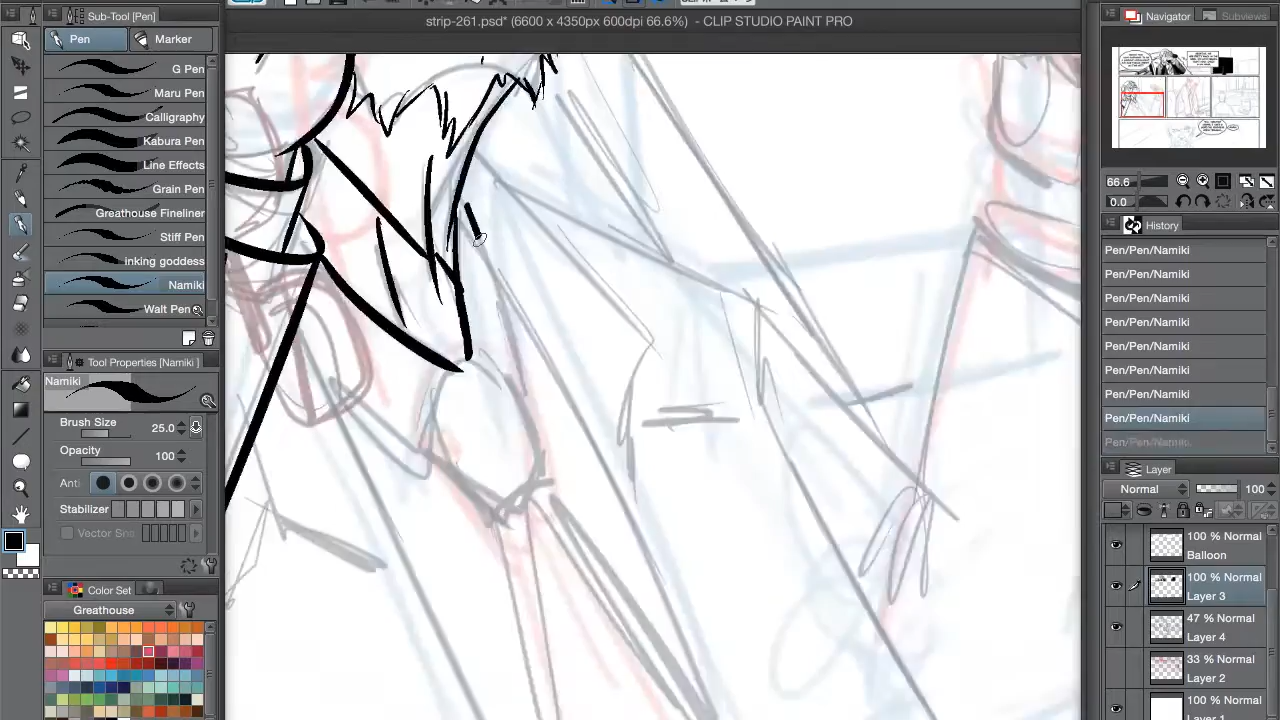 strip-261.psd* (6600 x 4350px 600dpi 66.6%) - CLIP STUDIO PAINT PRO
Sub-Tool [Pen]
Pen
Marker
G Pen
Maru Pen
Calligraphy
Kabura Pen
Line Effects
Grain Pen
Greathouse Fineliner
Stiff Pen
inking goddess
Namiki
Walt Pen
Tool Properties [Namiki ]
Namiki
Brush Size 25.0
Opacity 100
Anti
Stabilizer
Vector Sna
Color Set
Greathouse
Navigator
Subviews
66.6
0.0
History
Pen/Pen/Namiki
Pen/Pen/Namiki
Pen/Pen/Namiki
Pen/Pen/Namiki
Pen/Pen/Namiki
Pen/Pen/Namiki
Pen/Pen/Namiki
Pen/Pen/Namiki
Pen/Pen/Namiki
Layer
Normal 100
100 % Normal
Balloon
100 % Normal
Layer 3
47 % Normal
Layer 4
33 % Normal
Layer 2
100 % Normal
Layer 1